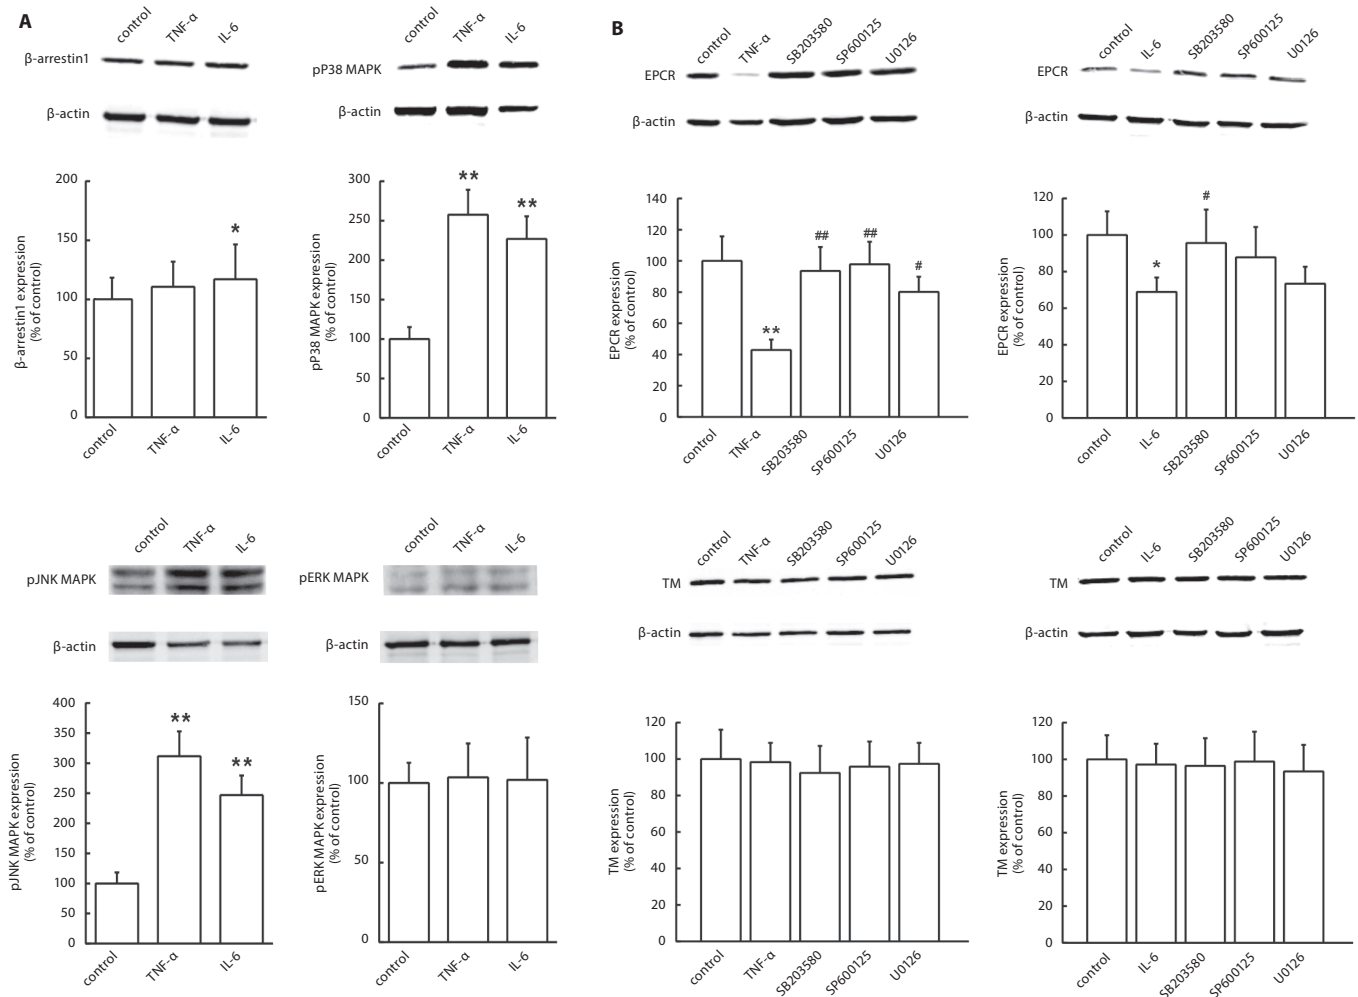 A
control TNF-α IL-6
β-arrestin1
β-actin
200
150
100
50
0
β-arrestin1 expression
(% of control)
*
control TNF-α IL-6
control TNF-α IL-6
pP38 MAPK
β-actin
300
250
200
150
100
50
0
pP38 MAPK expression
(% of control)
** **
control TNF-α IL-6
B
control TNF-α SB203580 SP600125 U0126
EPCR
β-actin
140
120
100
80
60
40
20
0
EPCR expression
(% of control)
** ## ## #
control TNF-α SB203580 SP600125 U0126
control IL-6 SB203580 SP600125 U0126
EPCR
β-actin
120
100
80
60
40
20
0
EPCR expression
(% of control)
* #
control IL-6 SB203580 SP600125 U0126
control TNF-α IL-6
pJNK MAPK
β-actin
400
350
300
250
200
150
100
50
0
pJNK MAPK expression
(% of control)
** **
control TNF-α IL-6
control TNF-α IL-6
pERK MAPK
β-actin
150
100
50
0
pERK MAPK expression
(% of control)
control TNF-α IL-6
control TNF-α SB203580 SP600125 U0126
TM
β-actin
120
100
80
60
40
20
0
TM expression
(% of control)
control TNF-α SB203580 SP600125 U0126
control IL-6 SB203580 SP600125 U0126
TM
β-actin
120
100
80
60
40
20
0
TM expression
(% of control)
control IL-6 SB203580 SP600125 U0126